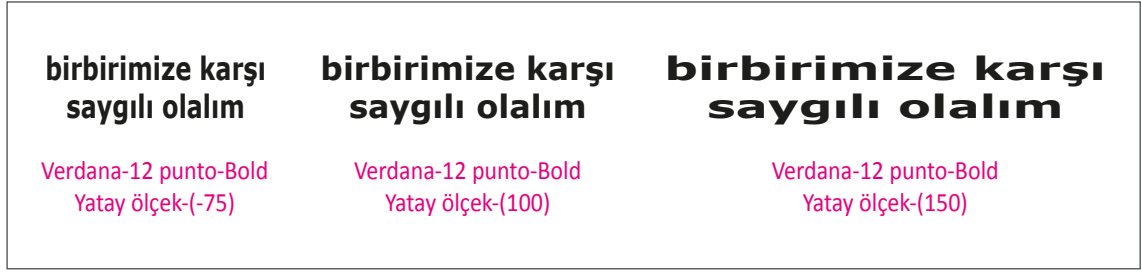 birbirimize karşı
saygılı olalım
Verdana-12 punto-Bold
Yatay ölçek-(-75)
birbirimize karşı
saygılı olalım
Verdana-12 punto-Bold
Yatay ölçek-(100)
birbirimize karşı
saygılı olalım
Verdana-12 punto-Bold
Yatay ölçek-(150)